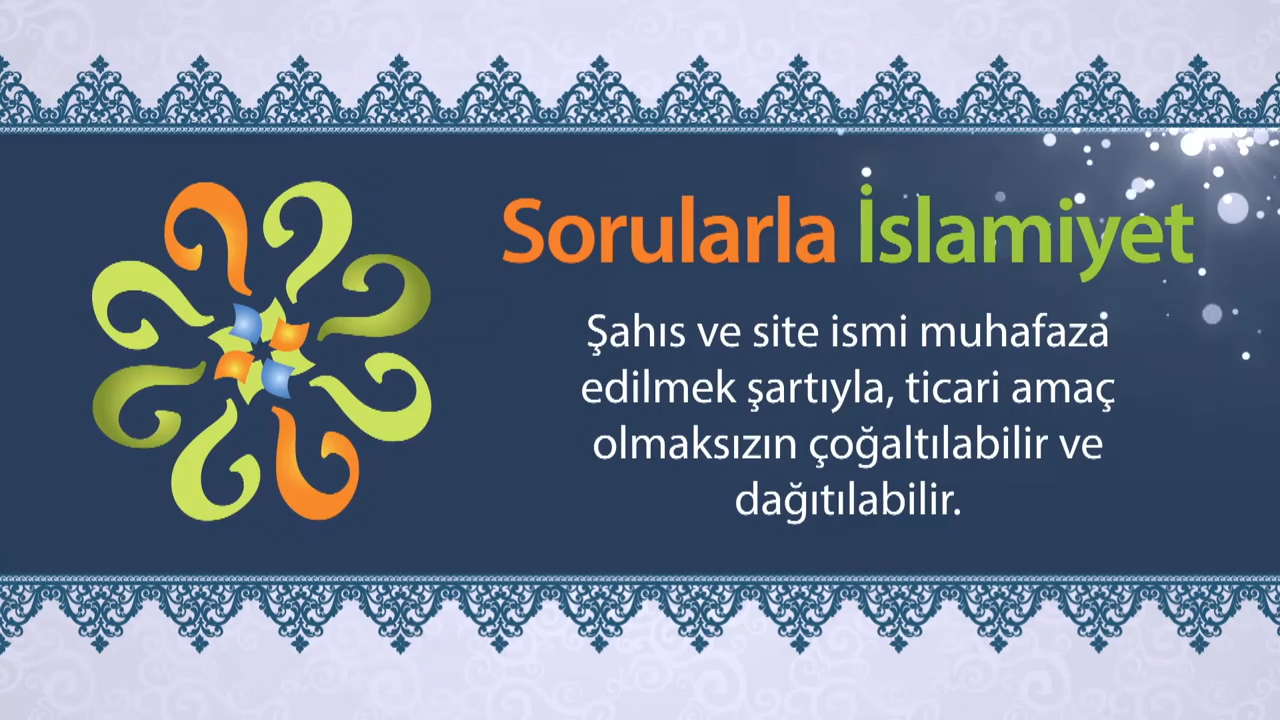 Sorularla İslamiyet
Şahıs ve site ismi muhafaza
edilmek şartıyla, ticari amaç
olmaksızın çoğaltılabilir ve
dağıtılabilir.